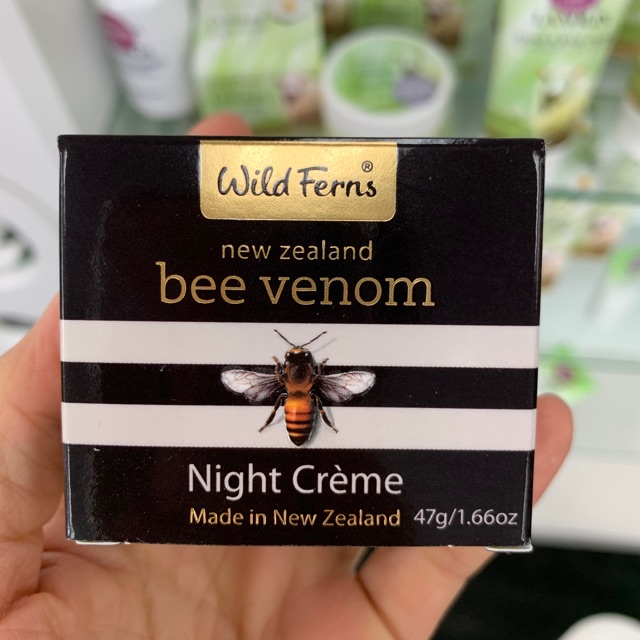 Wild Ferns®
new zealand
bee venom
Night Crème
Made in New Zealand 47g/1.66oz